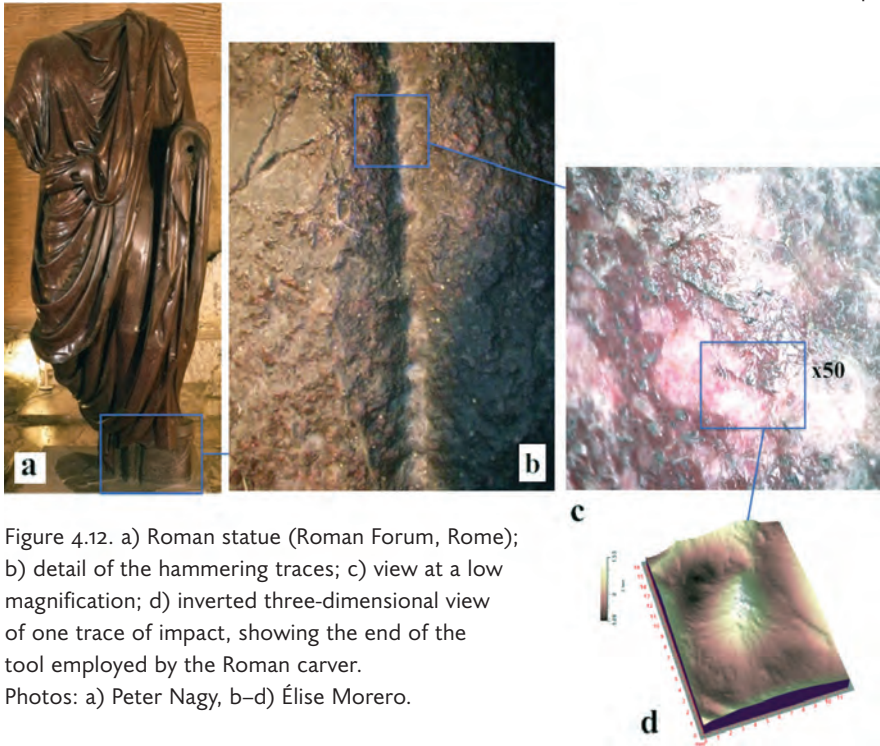 a
b
x50
c
Figure 4.12. a) Roman statue (Roman Forum, Rome);
b) detail of the hammering traces; c) view at a low
magnification; d) inverted three-dimensional view
of one trace of impact, showing the end of the
tool employed by the Roman carver.
Photos: a) Peter Nagy, b–d) Élise Morero.
d